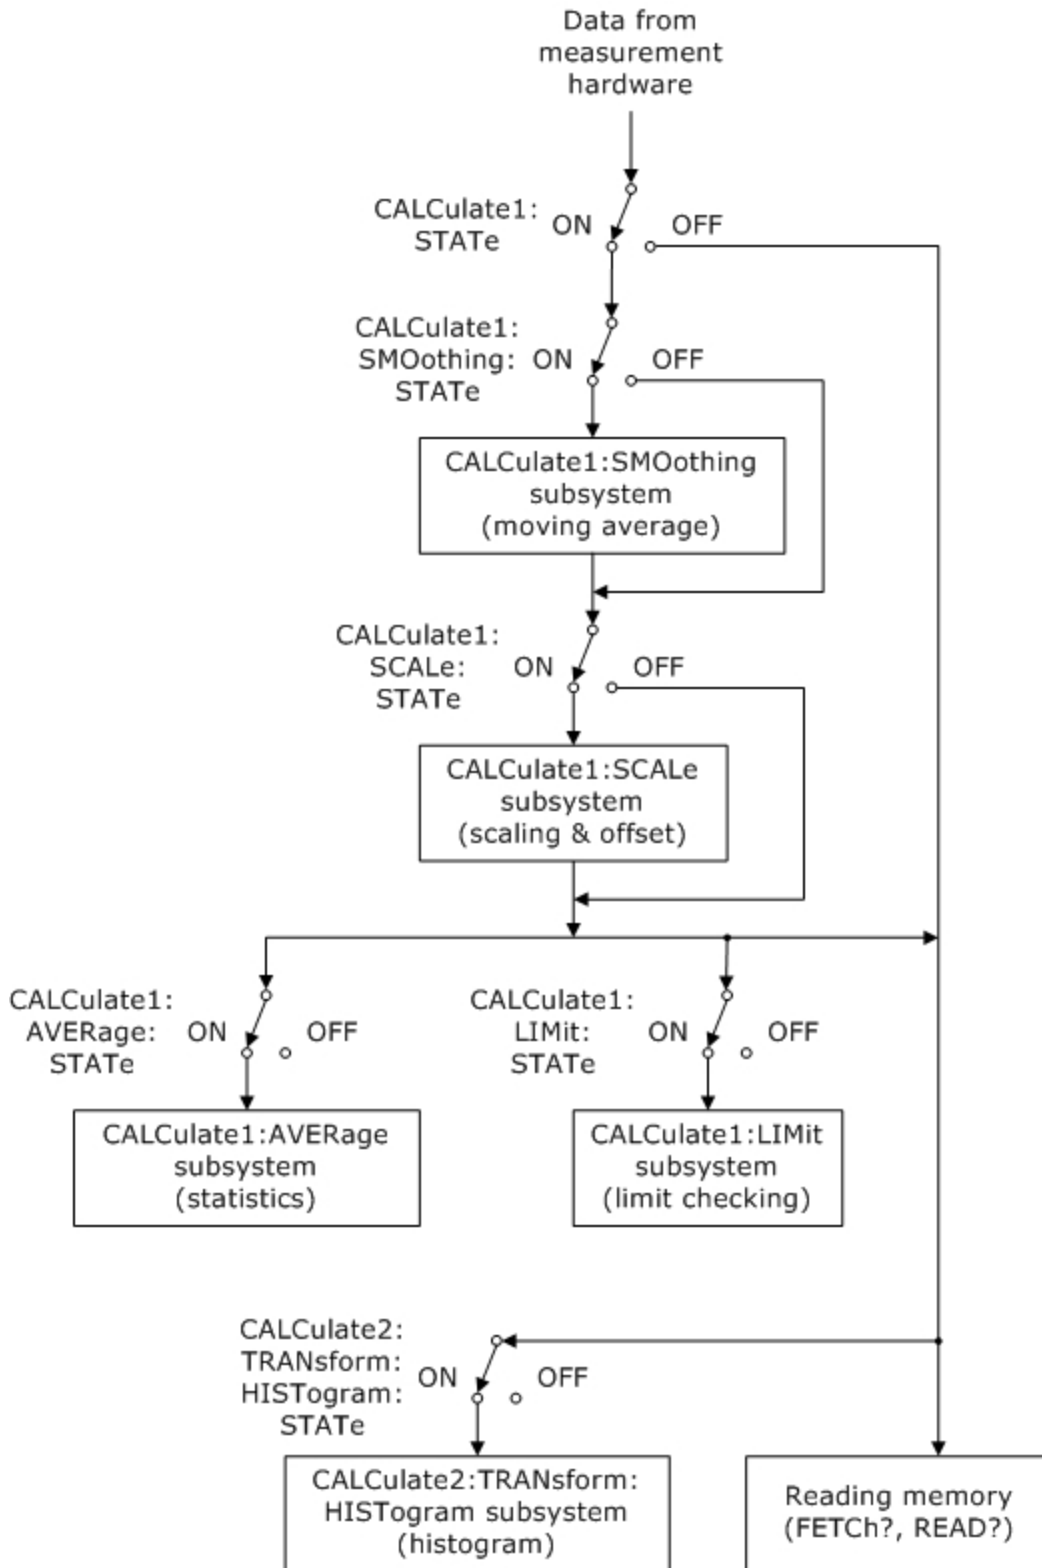 Data from
measurement
hardware
CALCulate1:
STATe
ON
OFF
CALCulate1:
SMOothing:
STATe
ON
OFF
CALCulate1:SMOothing
subsystem
(moving average)
CALCulate1:
SCALe:
STATe
ON
OFF
CALCulate1:SCALe
subsystem
(scaling & offset)
CALCulate1:
AVERage:
STATe
ON
OFF
CALCulate1:
LIMit:
STATe
ON
OFF
CALCulate1:AVERage
subsystem
(statistics)
CALCulate1:LIMit
subsystem
(limit checking)
CALCulate2:
TRANsform:
HISTogram:
STATe
ON
OFF
CALCulate2:TRANsform:
HISTogram subsystem
(histogram)
Reading memory
(FETCh?, READ?)